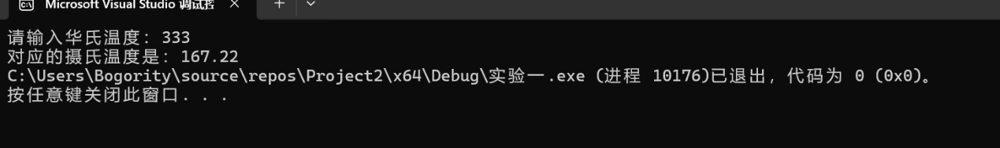 Microsoft Visual Studio 调试控
请输入华氏温度: 333
对应的摄氏温度是: 167.22
C:\Users\Bogority\source\repos\Project2\x64\Debug\实验一.exe (进程 10176)已退出，代码为 0 (0x0)。
按任意键关闭此窗口. . .